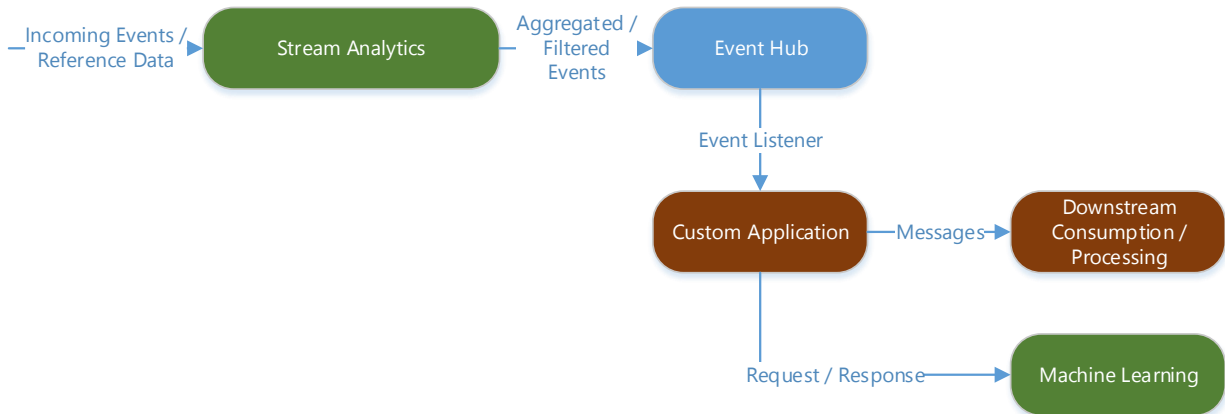 Incoming Events /
Reference Data
Stream Analytics
Aggregated /
Filtered
Events
Event Hub
Event Listener
Custom Application
Messages
Downstream
Consumption /
Processing
Request / Response
Machine Learning